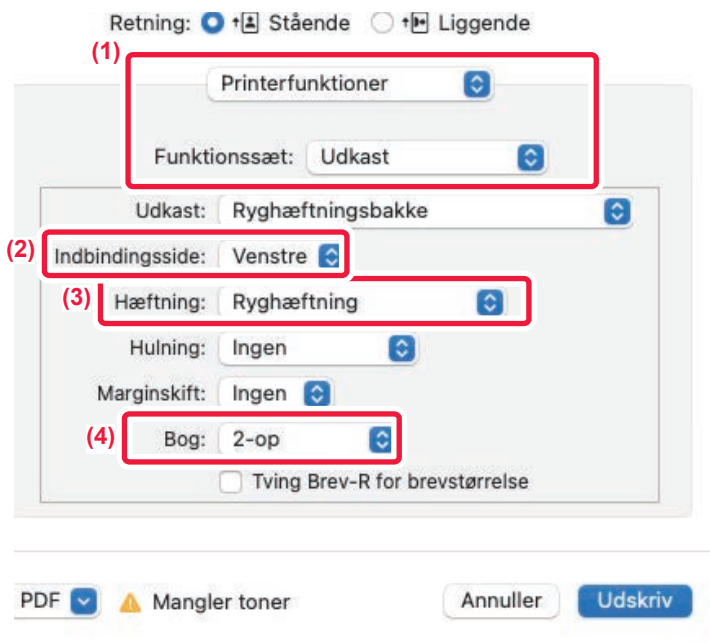 Retning: Stående Liggende
(1)
Printerfunktioner
Funktionssæt: Udkast
Udkast: Ryghæftningsbakke
(2) Indbindingsside: Venstre
(3) Hæftning: Ryghæftning
Hulning: Ingen
Marginskift: Ingen
(4) Bog: 2-op
Tving Brev-R for brevstørrelse
PDF Mangler toner Annuller Udskriv